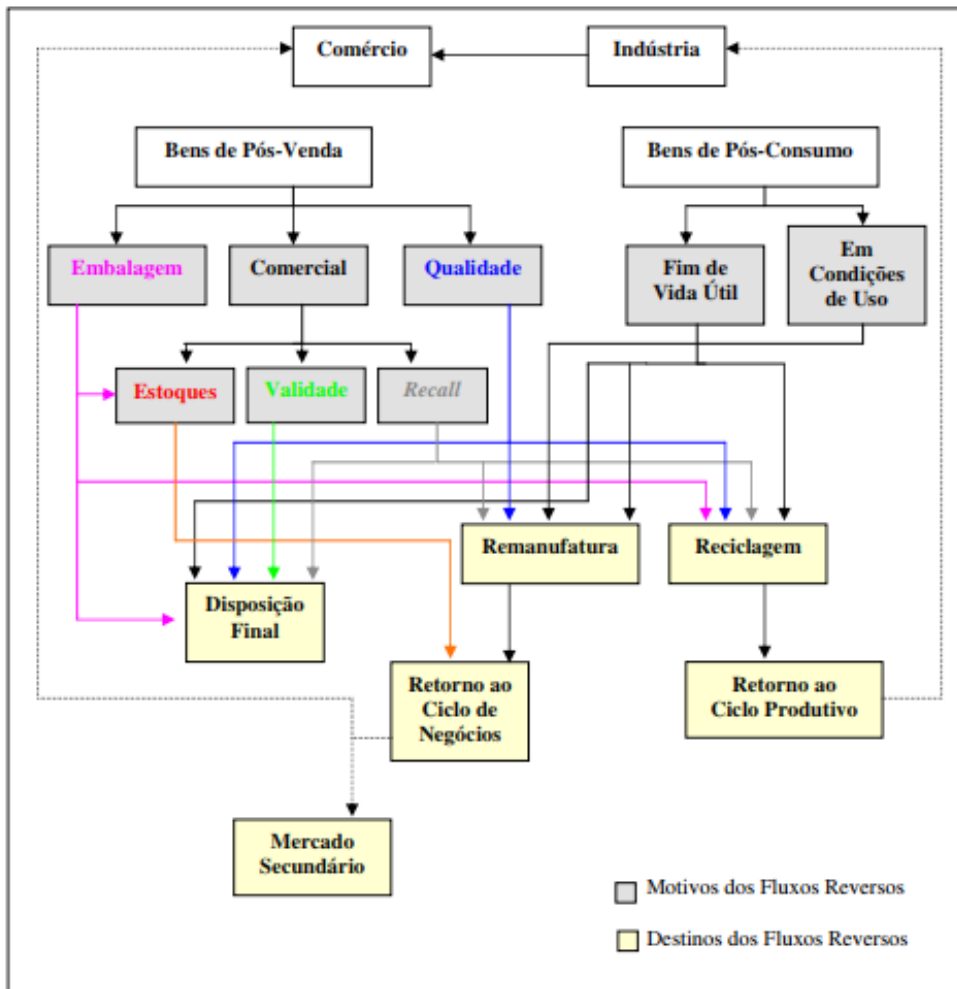 Comércio
Indústria
Bens de Pós-Venda
Bens de Pós-Consumo
Embalagem
Comercial
Qualidade
Fim de
Vida Útil
Em
Condições
de Uso
Estoques
Validade
Recall
Remanufatura
Reciclagem
Disposição
Final
Retorno ao
Ciclo de
Negócios
Retorno ao
Ciclo Produtivo
Mercado
Secundário
Motivos dos Fluxos Reversos
Destinos dos Fluxos Reversos